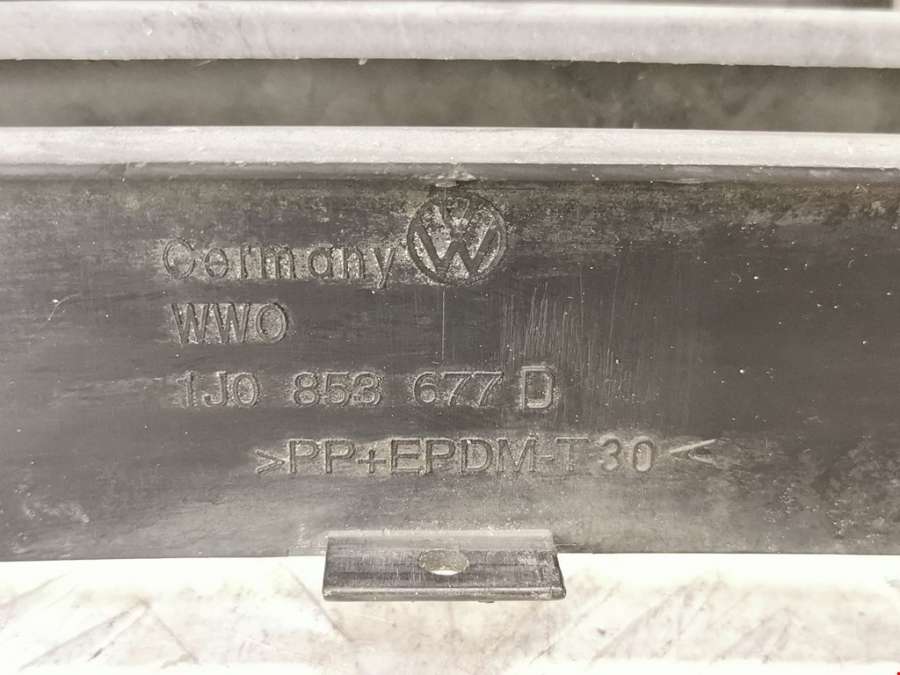 Germany
WWO
1J0 853 677 D
>PP+EPDM-T30<